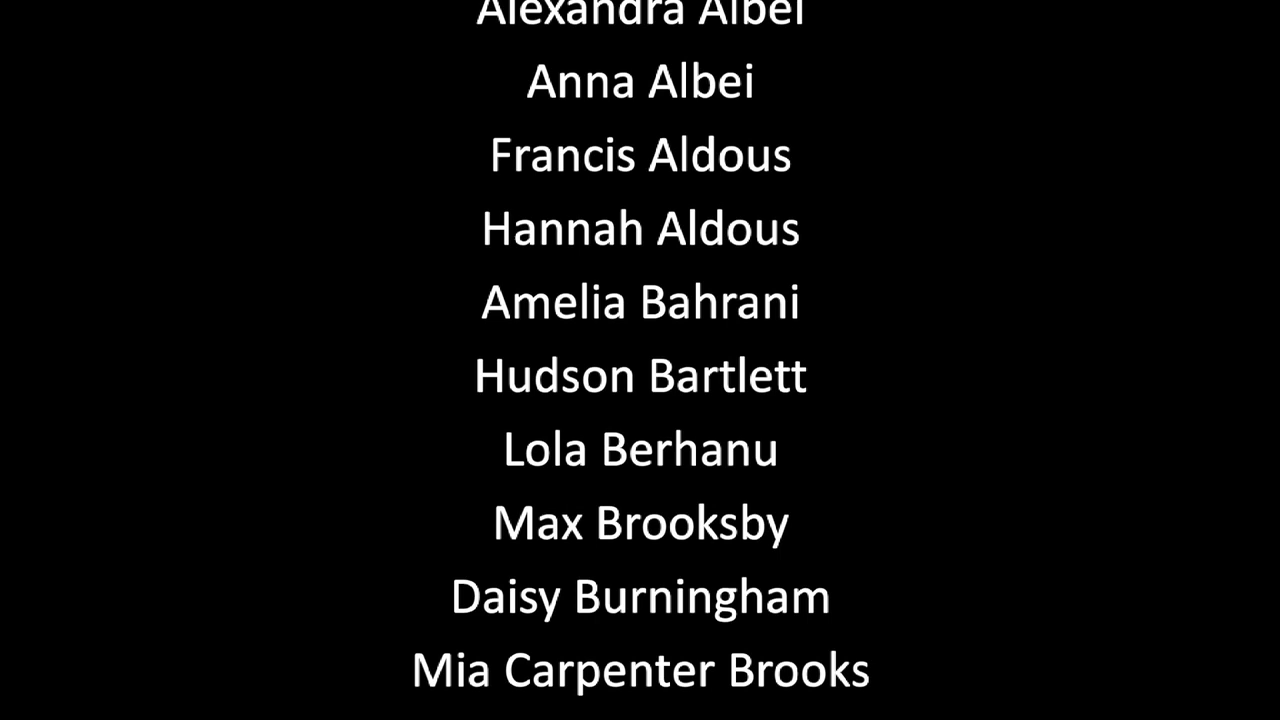 Alexandra Albei
Anna Albei
Francis Aldous
Hannah Aldous
Amelia Bahrani
Hudson Bartlett
Lola Berhanu
Max Brooksby
Daisy Burningham
Mia Carpenter Brooks